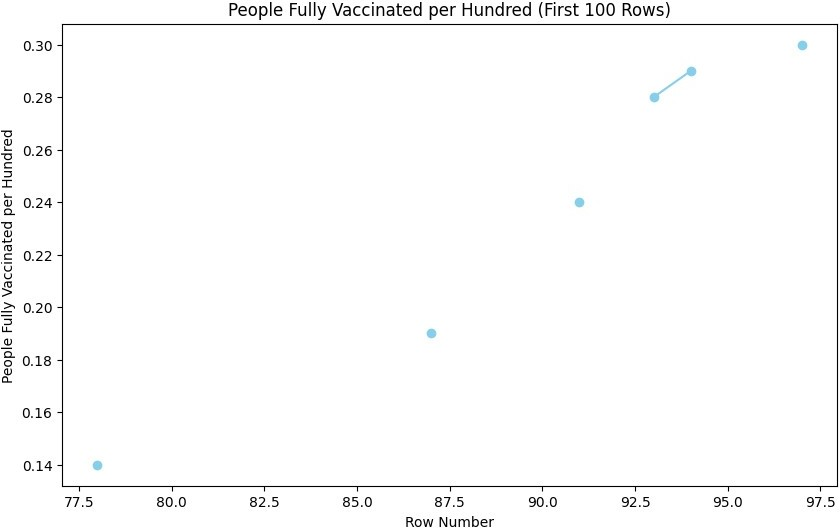 People Fully Vaccinated per Hundred (First 100 Rows)
People Fully Vaccinated per Hundred
0.30
0.28
0.26
0.24
0.22
0.20
0.18
0.16
0.14
77.5 80.0 82.5 85.0 87.5 90.0 92.5 95.0 97.5
Row Number